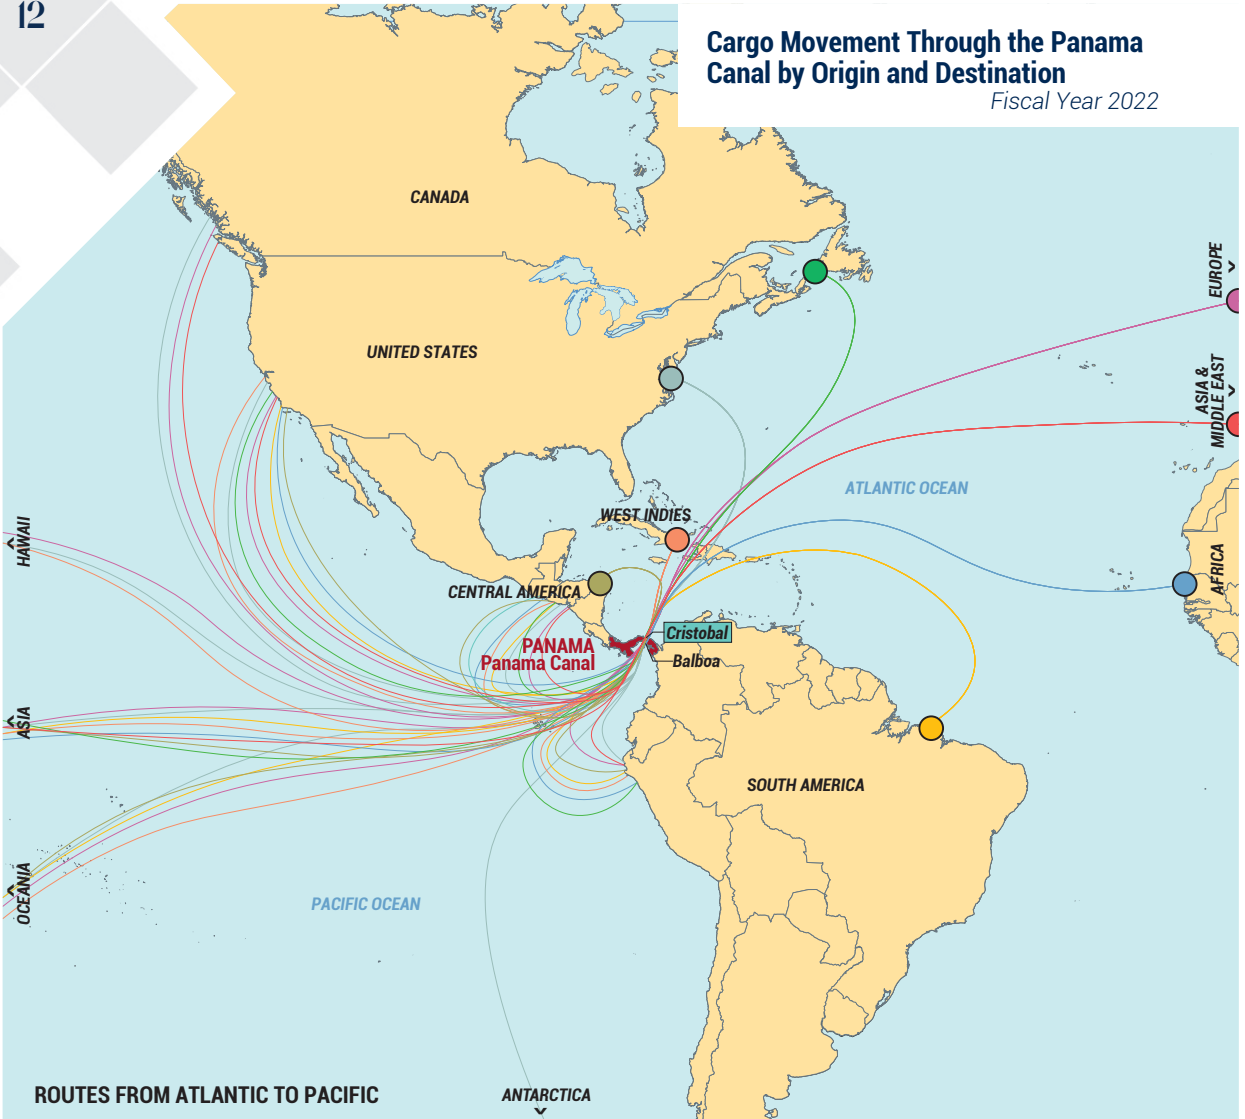 12
Cargo Movement Through the Panama
Canal by Origin and Destination
Fiscal Year 2022
CANADA
EUROPE
UNITED STATES
ASIA &
MIDDLE EAST
ATLANTIC OCEAN
WEST INDIES
HAWAII
AFRICA
CENTRAL AMERICA
Cristobal
PANAMA
Panama Canal
Balboa
ASIA
SOUTH AMERICA
OCEANIA
PACIFIC OCEAN
ROUTES FROM ATLANTIC TO PACIFIC
ANTARCTICA